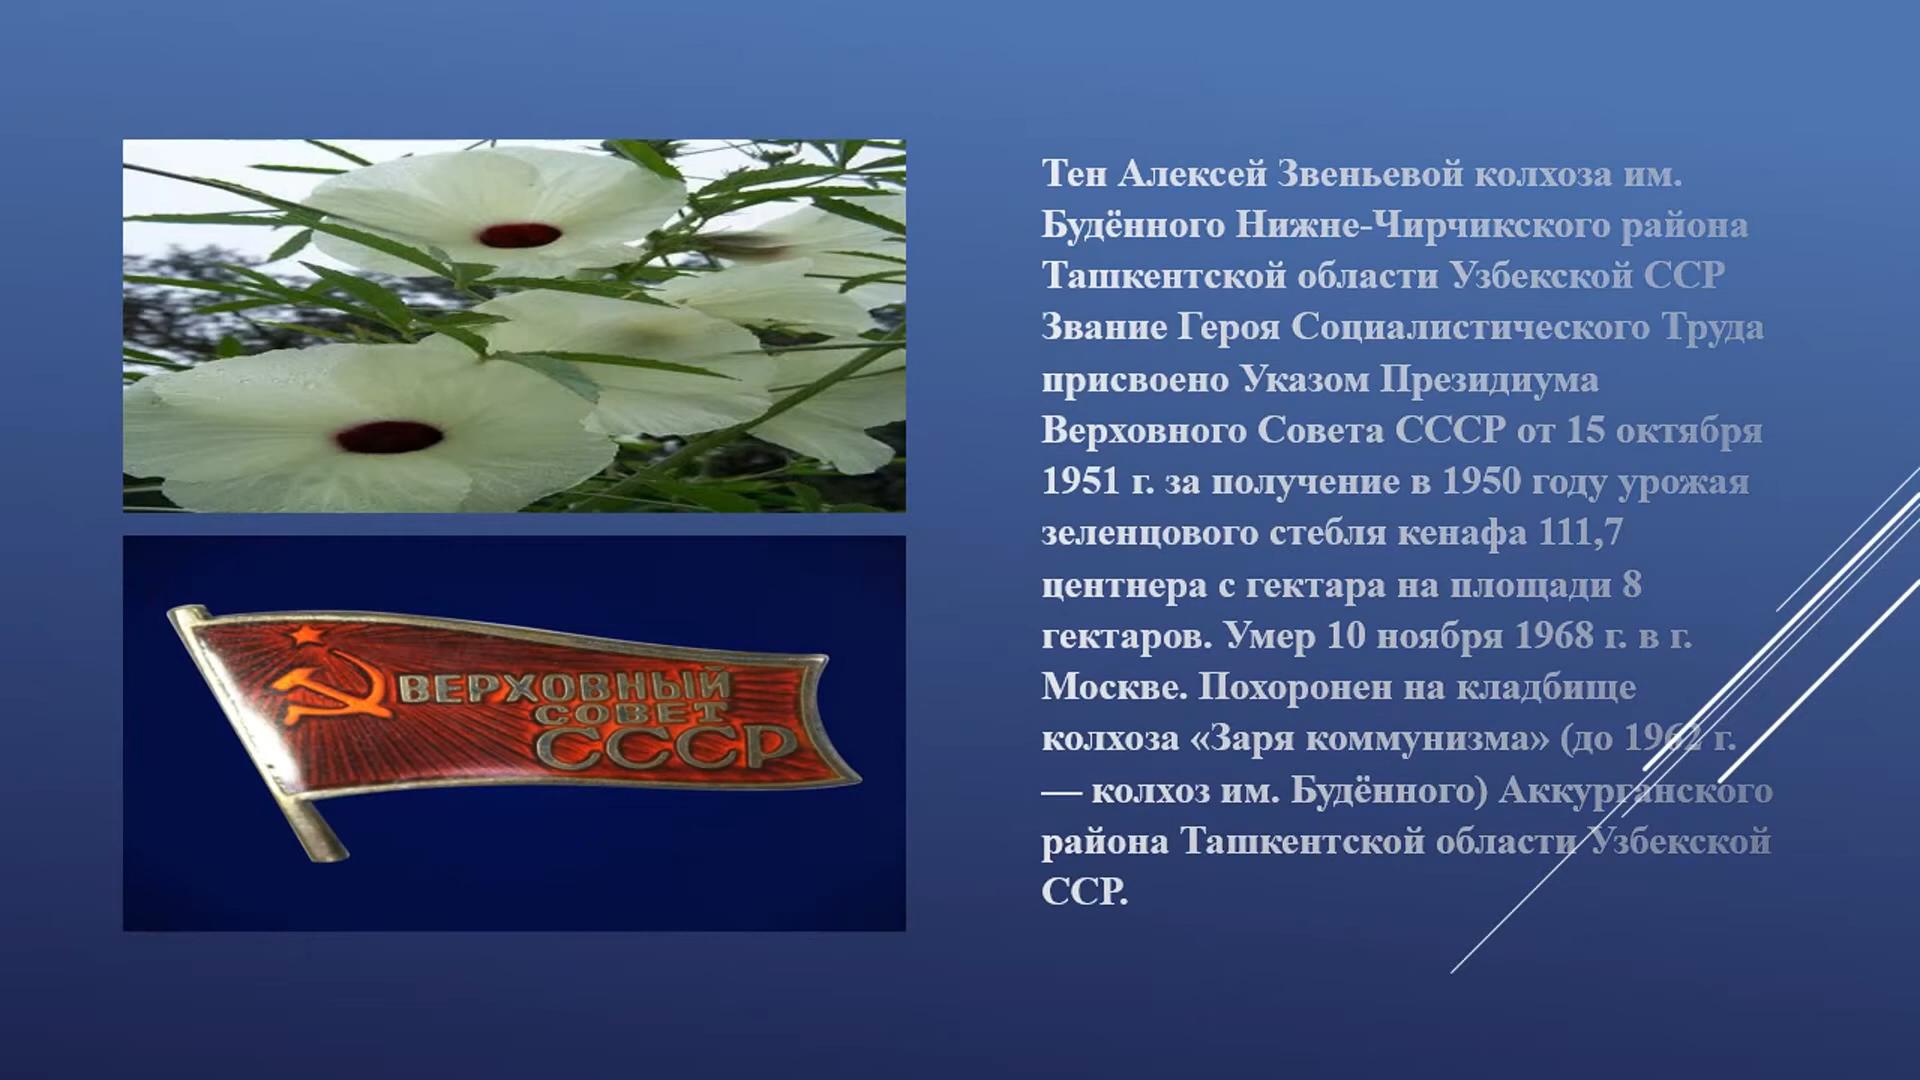 Тен Алексей Звеньевой колхоза им.
Будённого Нижне-Чирчикского района
Ташкентской области Узбекской ССР
Звание Героя Социалистического Труда
присвоено Указом Президиума
Верховного Совета СССР от 15 октября
1951 г. за получение в 1950 году урожая
зеленцового стебля кенафа 111,7
центнера с гектара на площади 8
гектаров. Умер 10 ноября 1968 г. в г.
Москве. Похоронен на кладбище
колхоза «Заря коммунизма» (до 1962 г.
— колхоз им. Будённого) Аккурганского
района Ташкентской области Узбекской
ССР.
ВЕРХОВНЫЙ
СОВЕТ
СССР